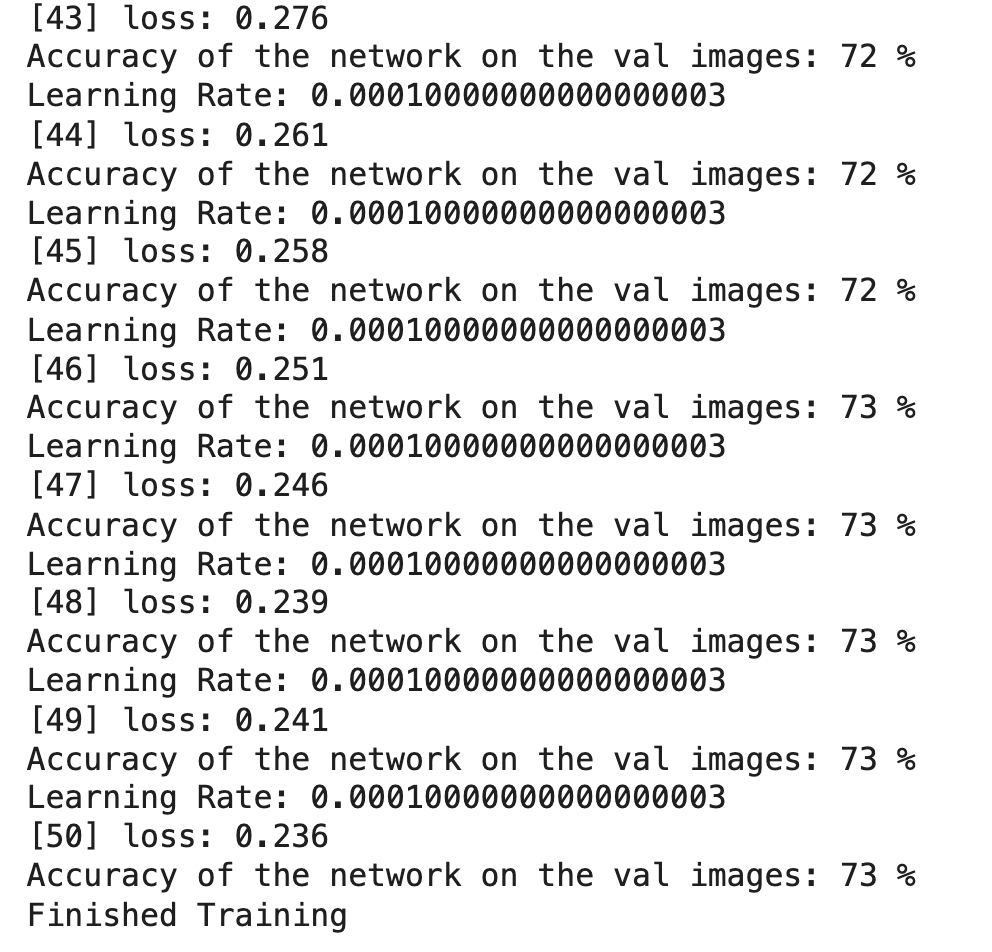 [43] loss: 0.276
Accuracy of the network on the val images: 72 %
Learning Rate: 0.00010000000000000003
[44] loss: 0.261
Accuracy of the network on the val images: 72 %
Learning Rate: 0.00010000000000000003
[45] loss: 0.258
Accuracy of the network on the val images: 72 %
Learning Rate: 0.00010000000000000003
[46] loss: 0.251
Accuracy of the network on the val images: 73 %
Learning Rate: 0.00010000000000000003
[47] loss: 0.246
Accuracy of the network on the val images: 73 %
Learning Rate: 0.00010000000000000003
[48] loss: 0.239
Accuracy of the network on the val images: 73 %
Learning Rate: 0.00010000000000000003
[49] loss: 0.241
Accuracy of the network on the val images: 73 %
Learning Rate: 0.00010000000000000003
[50] loss: 0.236
Accuracy of the network on the val images: 73 %
Finished Training